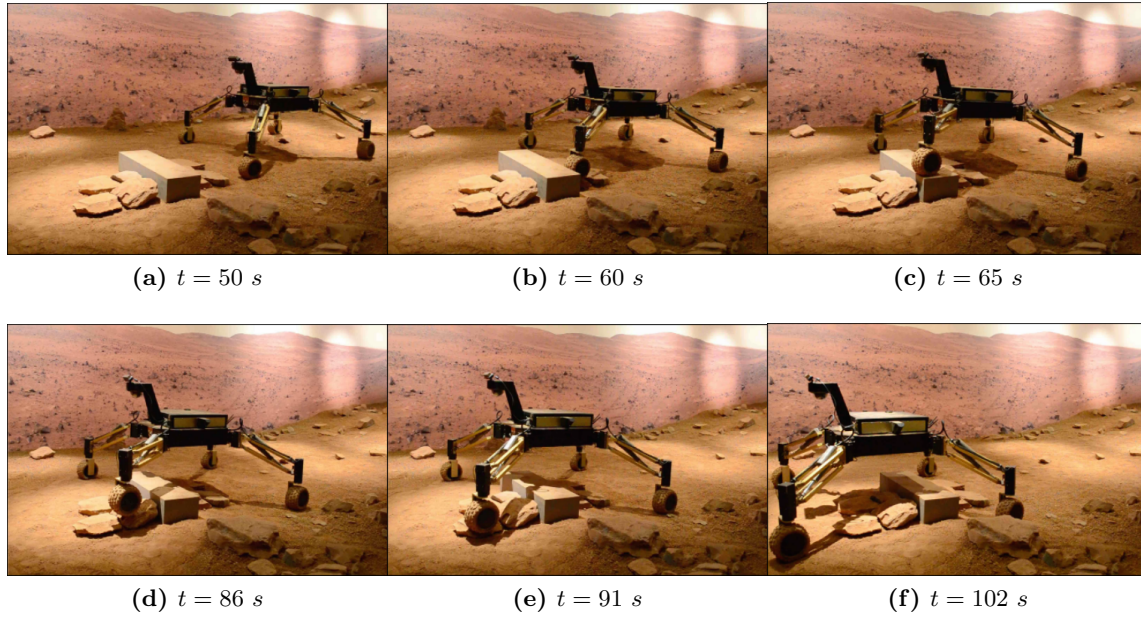 (a) t = 50 s
(b) t = 60 s
(c) t = 65 s
(d) t = 86 s
(e) t = 91 s
(f) t = 102 s